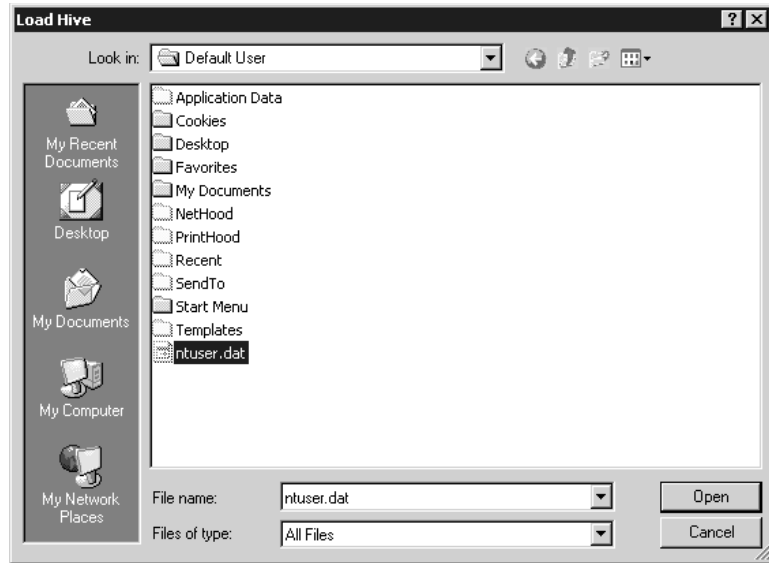 Load Hive
Look in:
Default User
My Recent
Documents
Desktop
My Documents
My Computer
My Network
Places
Application Data
Cookies
Desktop
Favorites
My Documents
NetHood
PrintHood
Recent
SendTo
Start Menu
Templates
ntuser.dat
File name:
ntuser.dat
Open
Files of type:
All Files
Cancel